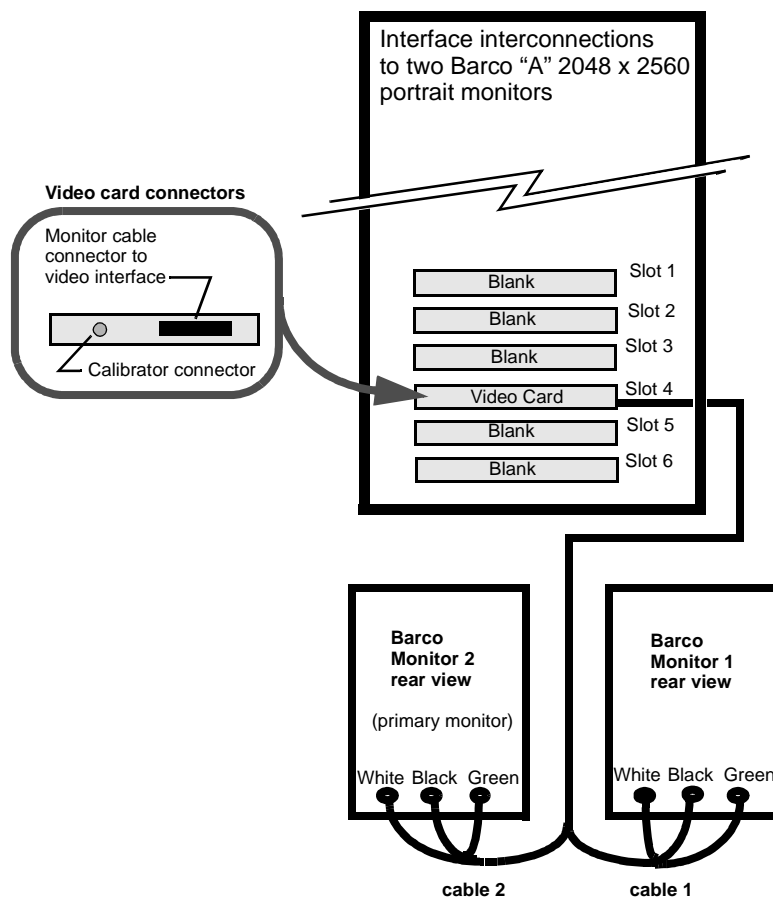 Interface interconnections
to two Barco “A” 2048 x 2560
portrait monitors
Video card connectors
Monitor cable
connector to
video interface
Calibrator connector
Blank Slot 1
Blank Slot 2
Blank Slot 3
Video Card Slot 4
Blank Slot 5
Blank Slot 6
Barco
Monitor 2
rear view
(primary monitor)
White Black Green
Barco
Monitor 1
rear view
White Black Green
cable 2
cable 1